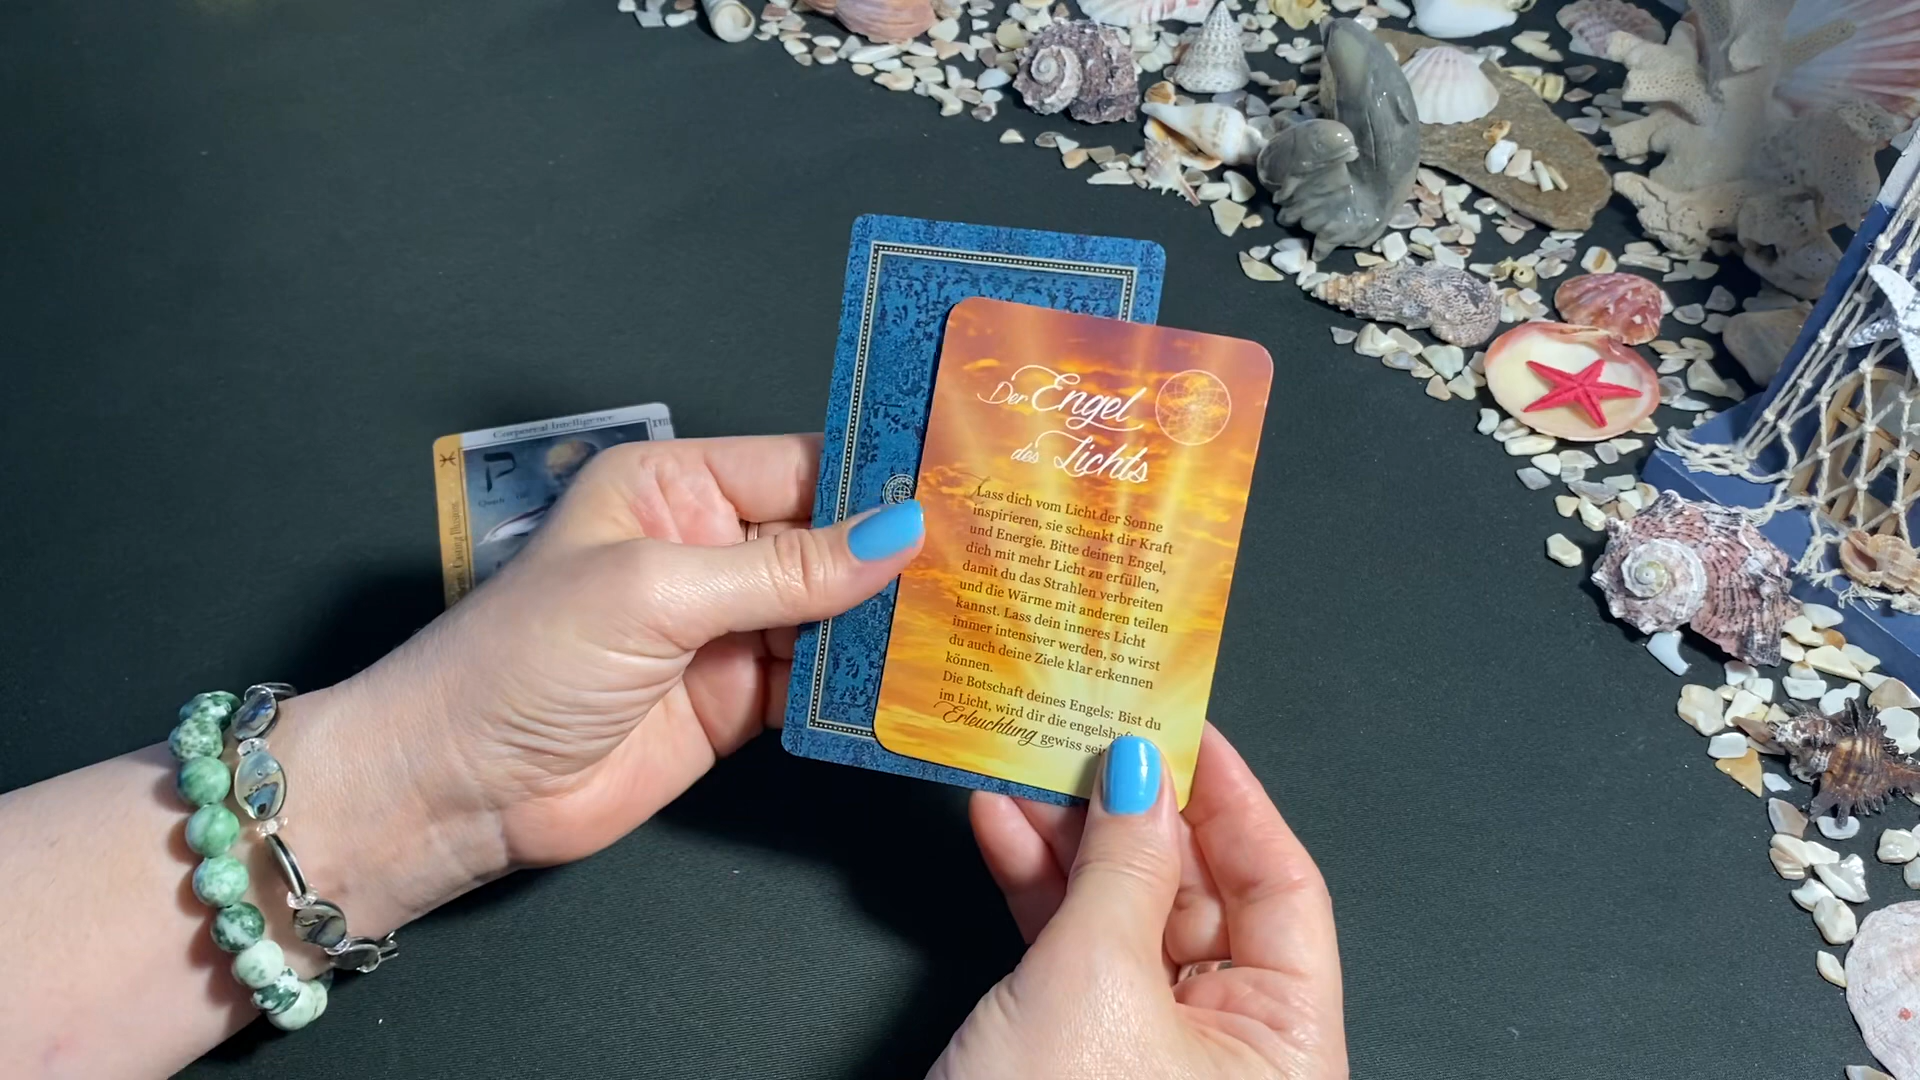 Corporeal Intelligence
XVIII
Der Engel
des Lichts
Lass dich vom Licht der Sonne
inspirieren, sie schenkt dir Kraft
und Energie. Bitte deinen Engel,
dich mit mehr Licht zu erfüllen,
damit du das Strahlen verbreiten
und die Wärme mit anderen teilen
kannst. Lass dein inneres Licht
immer intensiver werden, so wirst
du auch deine Ziele klar erkennen
können.
Die Botschaft deines Engels: Bist du
im Licht, wird dir die
Erleuchtung gewiss